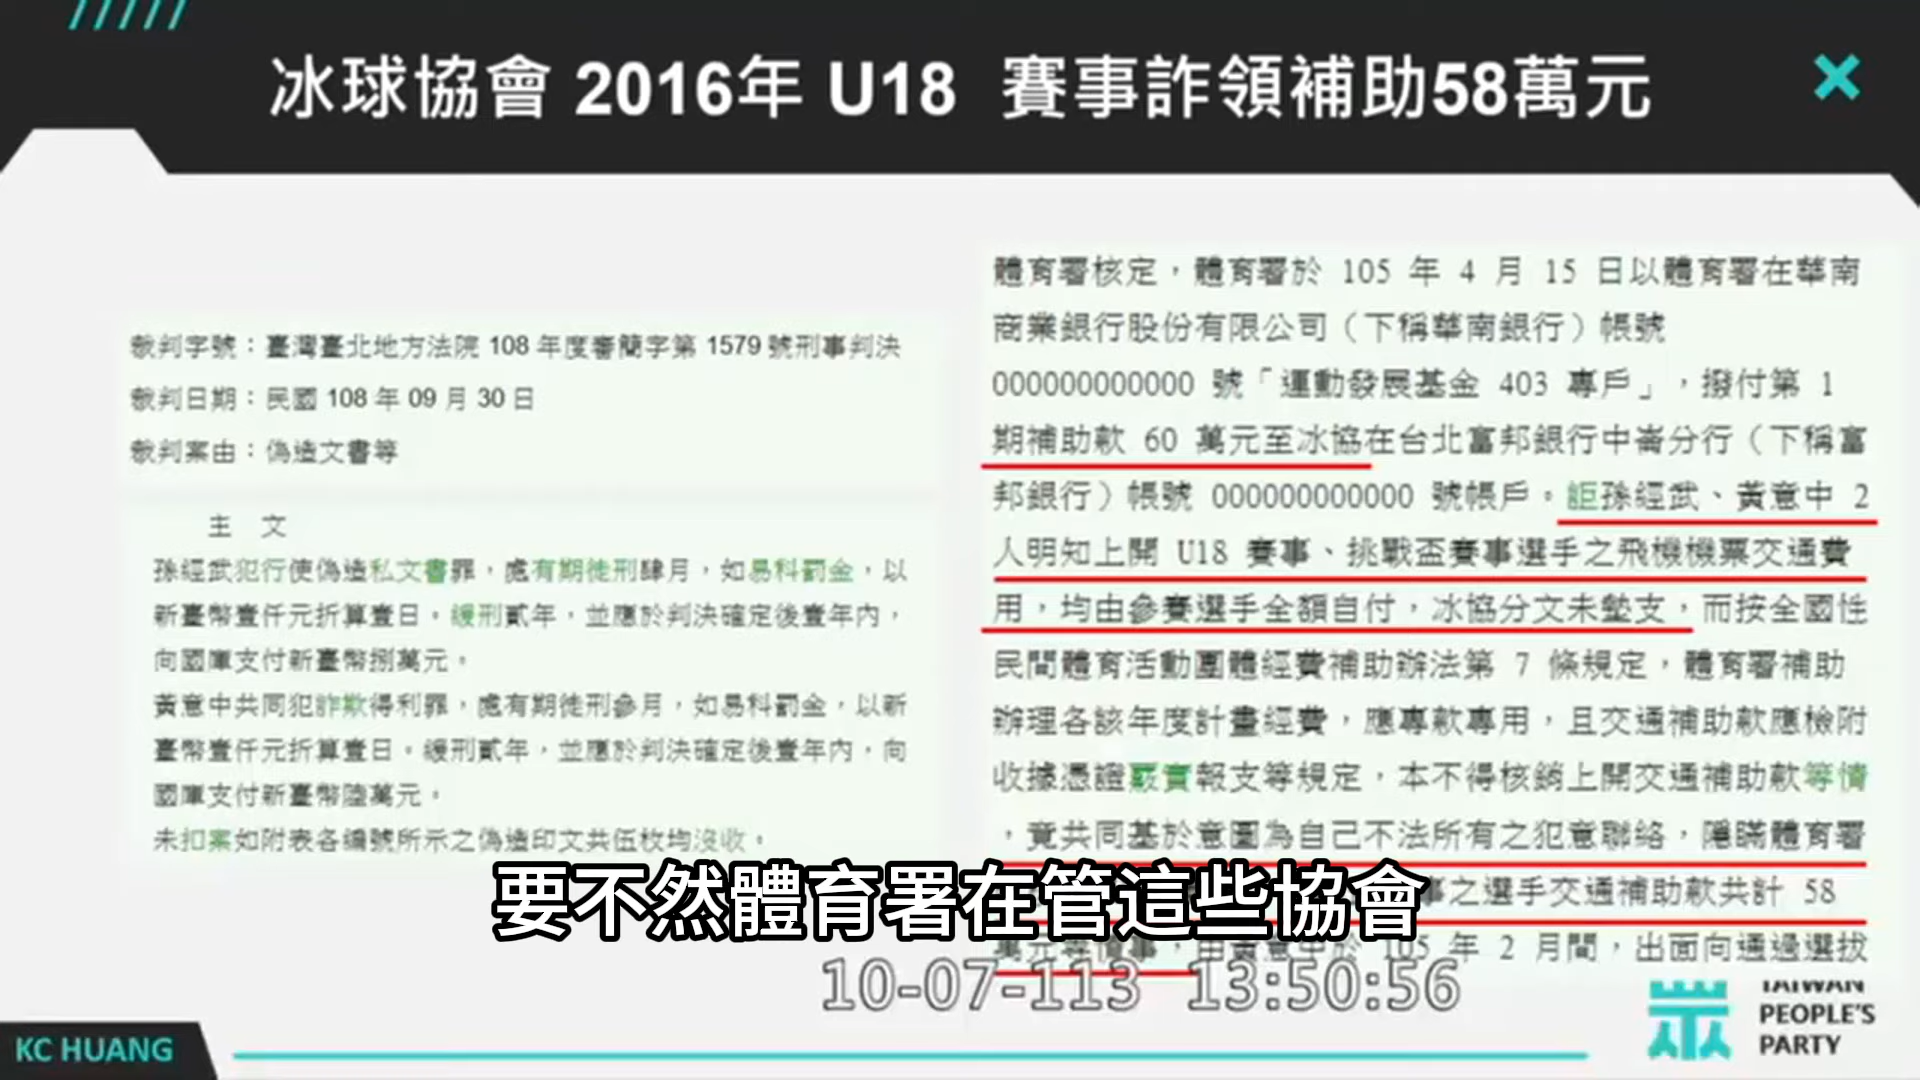 冰球協會 2016年 U18 賽事詐領補助58萬元
裁判字號：臺灣臺北地方法院 108 年度審簡字第 1579 號刑事判決
裁判日期：民國 108 年 09 月 30 日
裁判案由：偽造文書等
主 文
孫經武犯行使偽造私文書罪，處有期徒刑肆月，如易科罰金，以
新臺幣壹仟元折算壹日。緩刑貳年，並應於判決確定後壹年內，
向國庫支付新臺幣捌萬元。
黃意中共同犯詐欺得利罪，處有期徒刑參月，如易科罰金，以新
臺幣壹仟元折算壹日。緩刑貳年，並應於判決確定後壹年內，向
國庫支付新臺幣陸萬元。
未扣案如附表各編號所示之偽造印文共伍枚均沒收。
體育署核定，體育署於 105 年 4 月 15 日以體育署在華南
商業銀行股份有限公司（下稱華南銀行）帳號
000000000000 號「運動發展基金 403 專戶」，撥付第 1
期補助款 60 萬元至冰協在台北富邦銀行中崙分行（下稱富
邦銀行）帳號 000000000000 號帳戶。詎孫經武、黃意中 2
人明知上開 U18 賽事、挑戰盃賽事選手之飛機機票交通費
用，均由參賽選手全額自付，冰協分文未墊支，而按全國性
民間體育活動團體經費補助辦法第 7 條規定，體育署補助
辦理各該年度計畫經費，應專款專用，且交通補助款應檢附
收據憑證覈實報支等規定，本不得核銷上開交通補助款等情
，竟共同基於意圖為自己不法所有之犯意聯絡，隱瞞體育署
事之選手交通補助款共計 58
萬元等情事，由黃意中於 105 年 2 月間，出面向通過選拔
要不然體育署在管這些協會
10-07-113 13:50:56
KC HUANG
TAIWAN
PEOPLE'S
PARTY